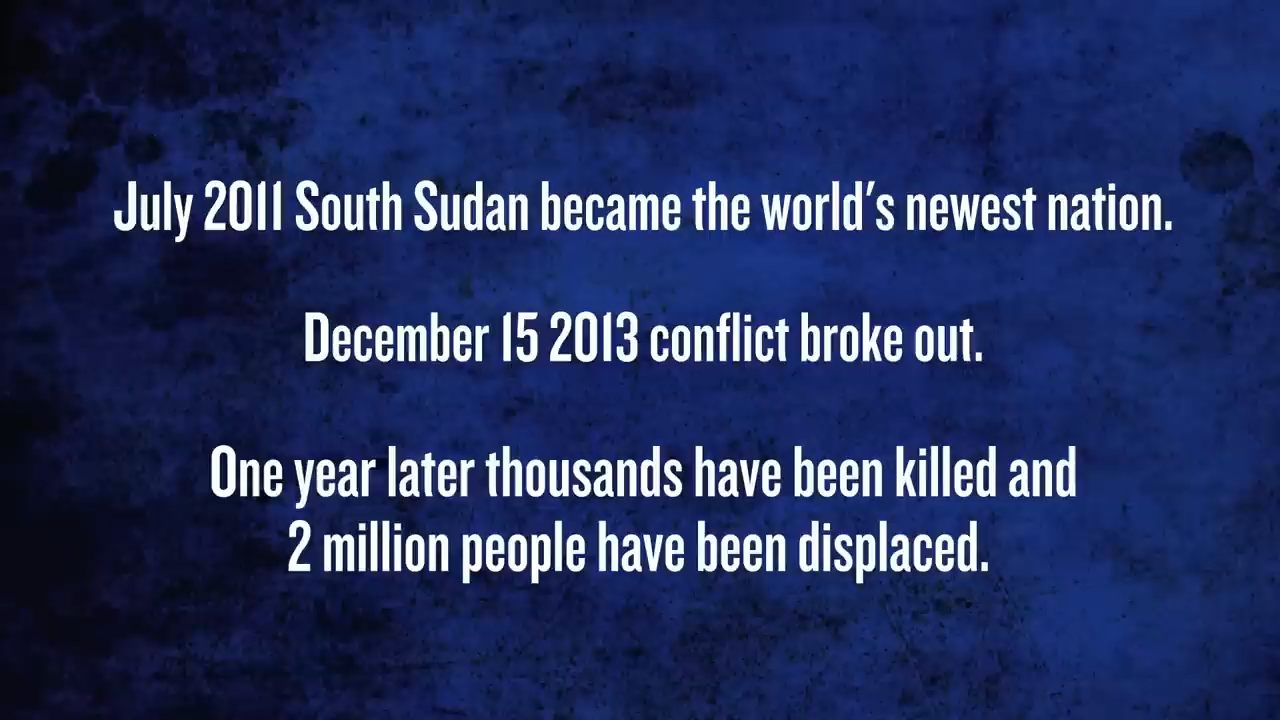 July 2011 South Sudan became the world's newest nation.
December 15 2013 conflict broke out.
One year later thousands have been killed and
2 million people have been displaced.